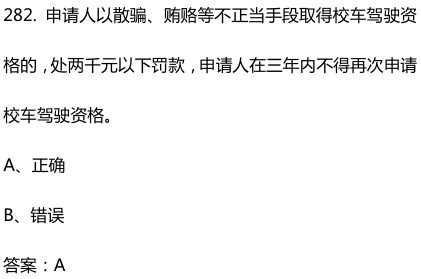 282. 申请人以散骗、贿赂等不正当手段取得校车驾驶资
格的,处两千元以下罚款,申请人在三年内不得再次申请
校车驾驶资格。
A、正确
B、错误
答案：A